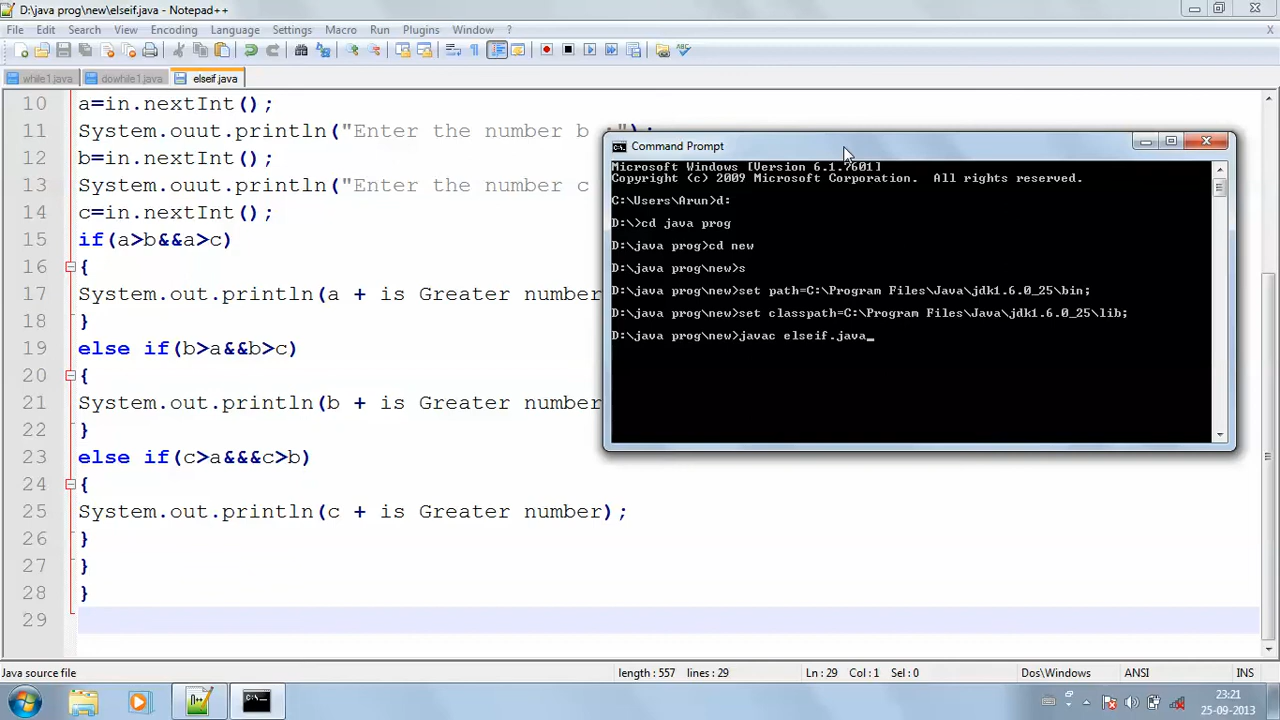 D:\java prog\new\elseif.java - Notepad++
File Edit Search View Encoding Language Settings Macro Run Plugins Window ? X
while1.java dowhile1.java elseif.java
10 a=in.nextInt();
11 System.ouut.println("Enter the number b :");
12 b=in.nextInt();
13 System.ouut.println("Enter the number c
14 c=in.nextInt();
15 if(a>b&&a>c)
16 {
17 System.out.println(a + is Greater number
18 }
19 else if(b>a&&b>c)
20 {
21 System.out.println(b + is Greater number
22 }
23 else if(c>a&&&c>b)
24 {
25 System.out.println(c + is Greater number);
26 }
27 }
28 }
29
Command Prompt
Microsoft Windows [Version 6.1.7601]
Copyright (c) 2009 Microsoft Corporation. All rights reserved.
C:\Users\Arun>d:
D:\>cd java prog
D:\java prog>cd new
D:\java prog\new>s
D:\java prog\new>set path=C:\Program Files\Java\jdk1.6.0_25\bin;
D:\java prog\new>set classpath=C:\Program Files\Java\jdk1.6.0_25\lib;
D:\java prog\new>javac elseif.java_
Java source file length : 557 lines : 29 Ln : 29 Col : 1 Sel : 0 Dos\Windows ANSI INS
23:21
25-09-2013